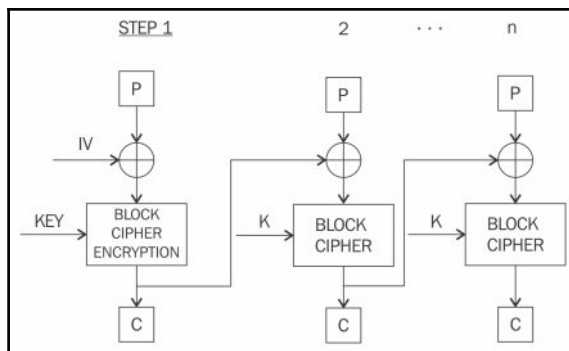 STEP 1 2 · · · n
P P P
IV
KEY BLOCK CIPHER ENCRYPTION K BLOCK CIPHER K BLOCK CIPHER
C C C